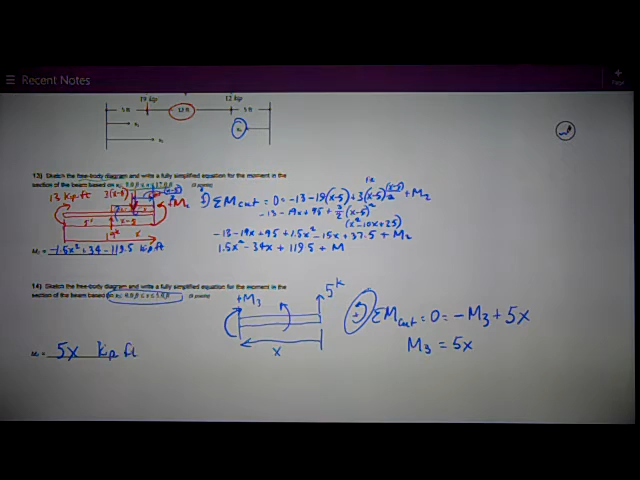 Recent Notes
19 kip 12 kip
5 ft 12 ft 5 ft
13) Sketch the free-body diagram and write a fully simplified equation for the moment in the
section of the beam based on
13 kip ft 3(x-5)
ΣM_cut = 0 = -13 - 19(x-5) + 3(x-5)(x-5)/2 + M₂
-13 - 19x + 95 + 3/2 (x-5)²
(x² - 10x + 25)
-13 - 19x + 95 + 1.5x² - 15x + 37.5 + M₂
1.5x² - 34x + 119.5 + M
M₂ = -1.5x² + 34 - 119.5 kip ft
14) Sketch the free-body diagram and write a fully simplified equation for the moment in the
section of the beam based on
+M₃ 5ᵏ
x
ΣM_cut = 0 = -M₃ + 5x
M₃ = 5x
5x kip ft